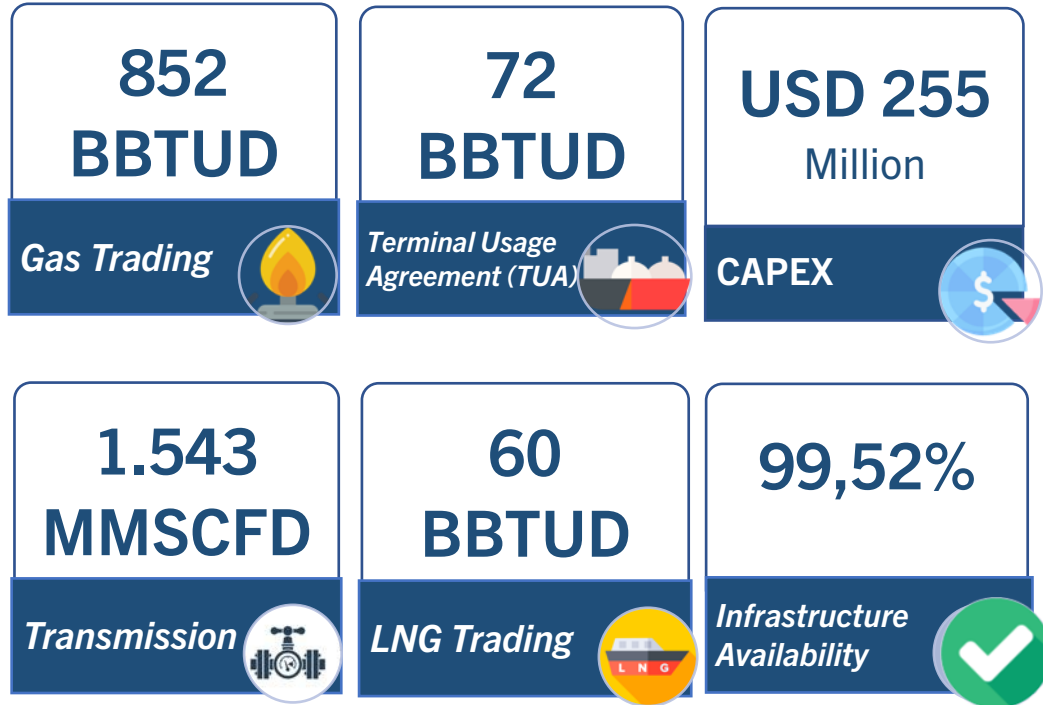 852
BBTUD
Gas Trading
72
BBTUD
Terminal Usage
Agreement (TUA)
USD 255
Million
CAPEX
$
1.543
MMSCFD
Transmission
60
BBTUD
LNG Trading
L N G
99,52%
Infrastructure
Availability